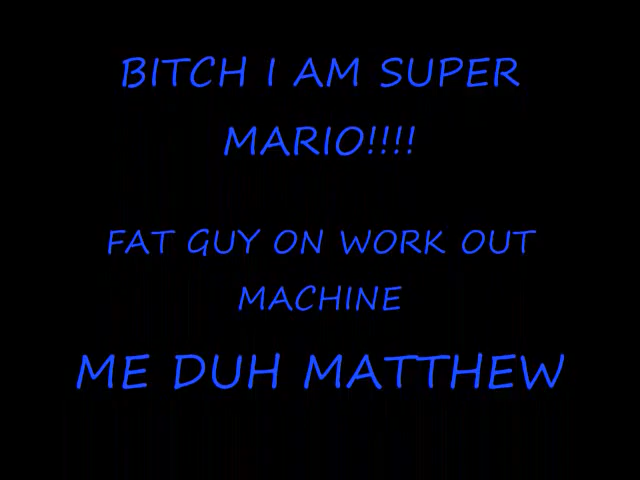 BITCH I AM SUPER
MARIO!!!!
FAT GUY ON WORK OUT
MACHINE
ME DUH MATTHEW